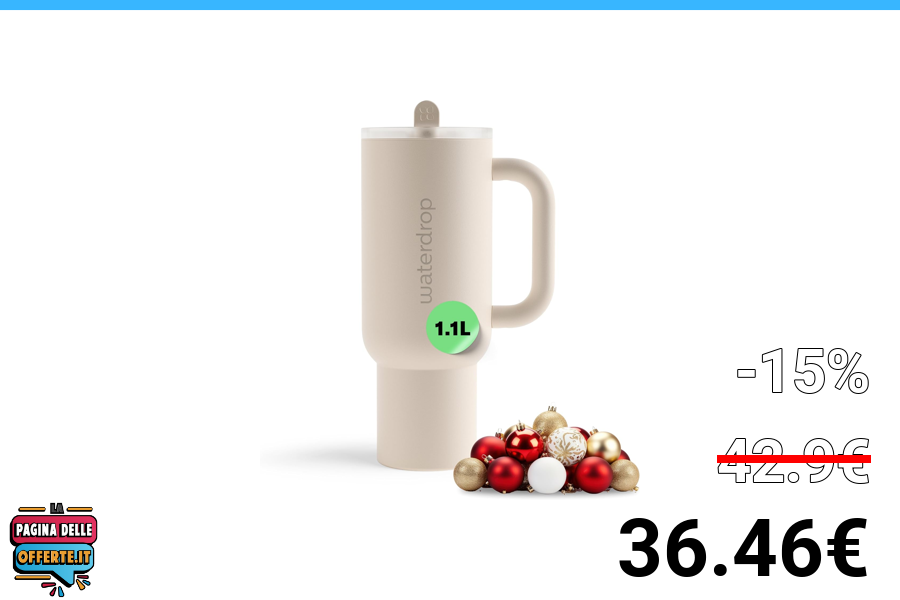 waterdrop
1.1L
-15%
42.9€
36.46€
LA
PAGINA DELLE
OFFERTE.IT